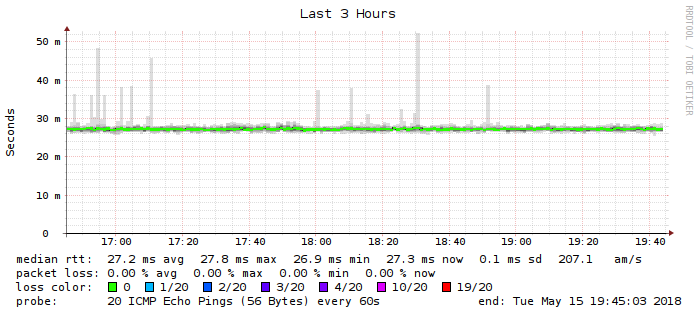 Last 3 Hours
RRDTOOL / TOBI OETIKER
Seconds
50 m
40 m
30 m
20 m
10 m
0
17:00 17:20 17:40 18:00 18:20 18:40 19:00 19:20 19:40
median rtt: 27.2 ms avg 27.8 ms max 26.9 ms min 27.3 ms now 0.1 ms sd 207.1 am/s
packet loss: 0.00 % avg 0.00 % max 0.00 % min 0.00 % now
loss color: 0 1/20 2/20 3/20 4/20 10/20 19/20
probe: 20 ICMP Echo Pings (56 Bytes) every 60s end: Tue May 15 19:45:03 2018